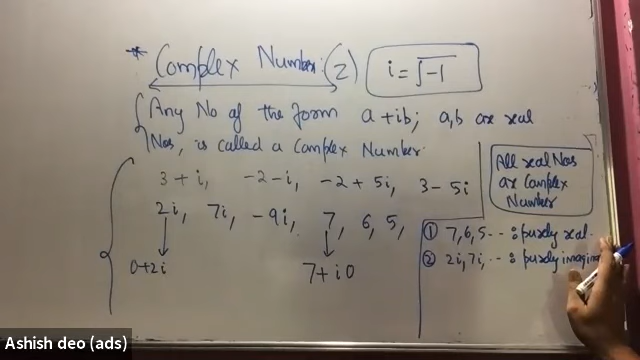 * Complex Number: (z)
i = √-1
Any No of the form a+ib; a,b are real
Nos, is called a Complex Number.
3 + i, -2 - i, -2 + 5i, 3 - 5i
2i, 7i, -9i, 7, 6, 5,
0+2i
7+i0
All real Nos
are Complex
Number
① 7,6,5-- : purely real.
② 2i,7i,-- : purely imagin
Ashish deo (ads)